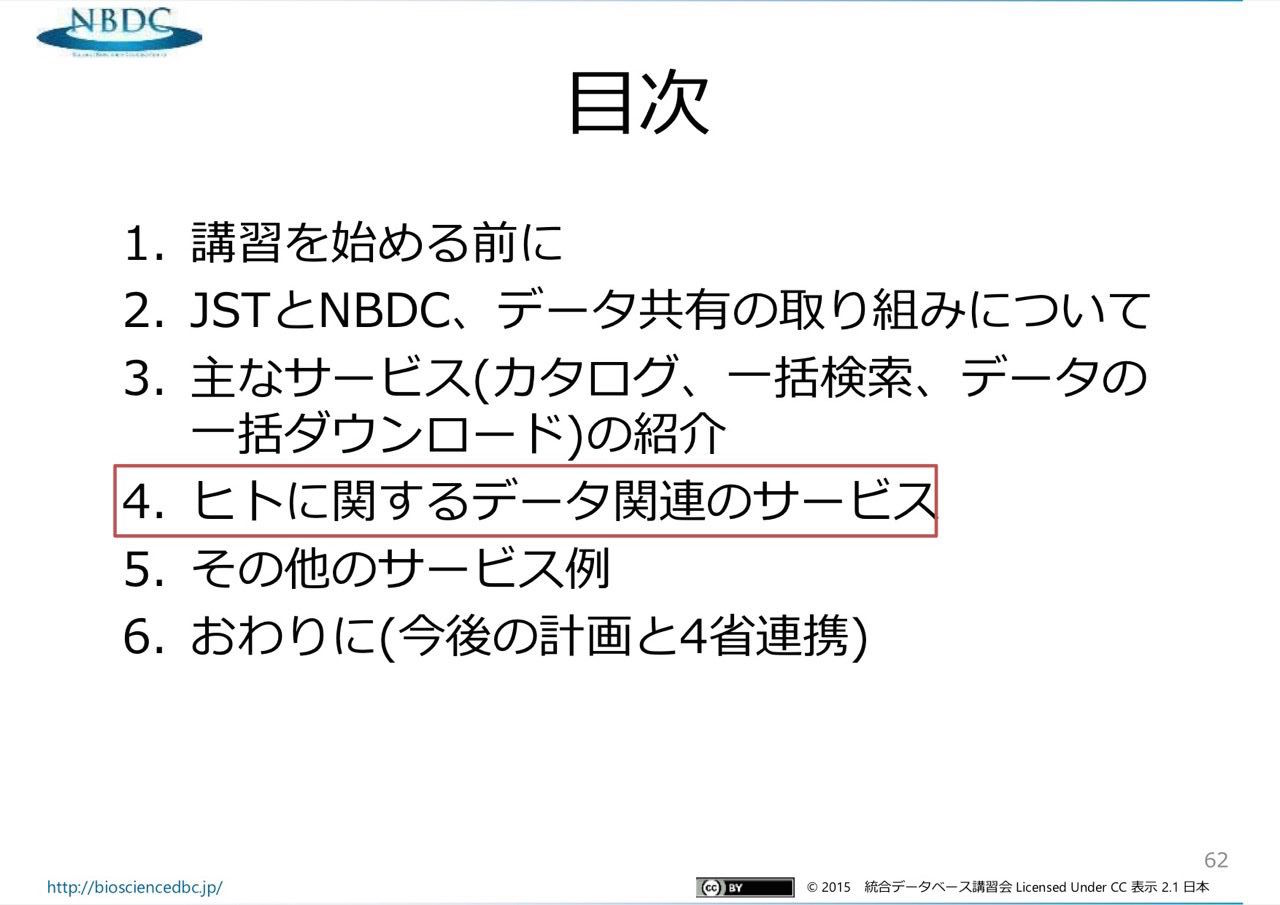 NBDC
目次
1. 講習を始める前に
2. JSTとNBDC、データ共有の取り組みについて
3. 主なサービス(カタログ、一括検索、データの
一括ダウンロード)の紹介
4. ヒトに関するデータ関連のサービス
5. その他のサービス例
6. おわりに(今後の計画と4省連携)
62
http://biosciencedbc.jp/
cc BY © 2015 統合データベース講習会 Licensed Under CC 表示 2.1 日本